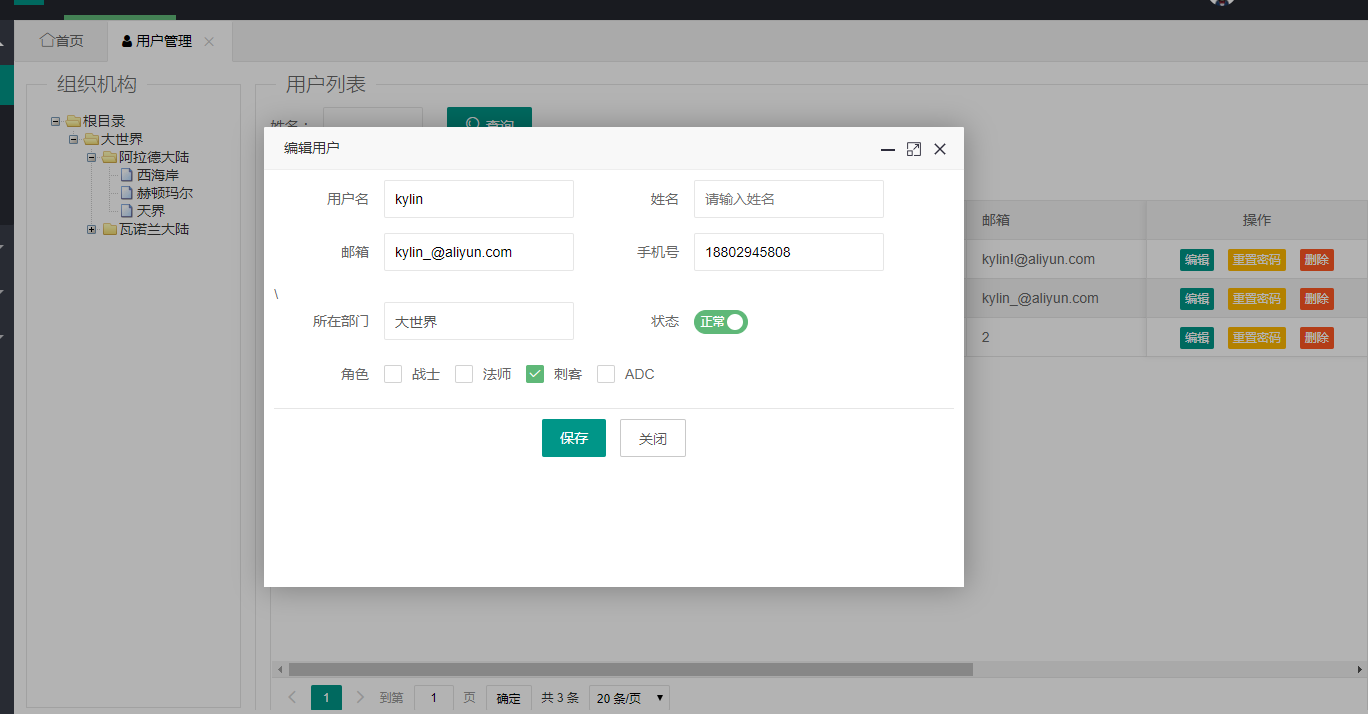 首页 用户管理
组织机构
用户列表
根目录
大世界
阿拉德大陆
西海岸
赫顿玛尔
天界
瓦诺兰大陆
姓名： 查询
编辑用户
用户名 kylin 姓名 请输入姓名
邮箱 kylin_@aliyun.com 手机号 18802945808
\
所在部门 大世界 状态 正常
角色 战士 法师 刺客 ADC
保存 关闭
邮箱 操作
kylin!@aliyun.com 编辑 重置密码 删除
kylin_@aliyun.com 编辑 重置密码 删除
2 编辑 重置密码 删除
1 到第 1 页 确定 共 3 条 20 条/页